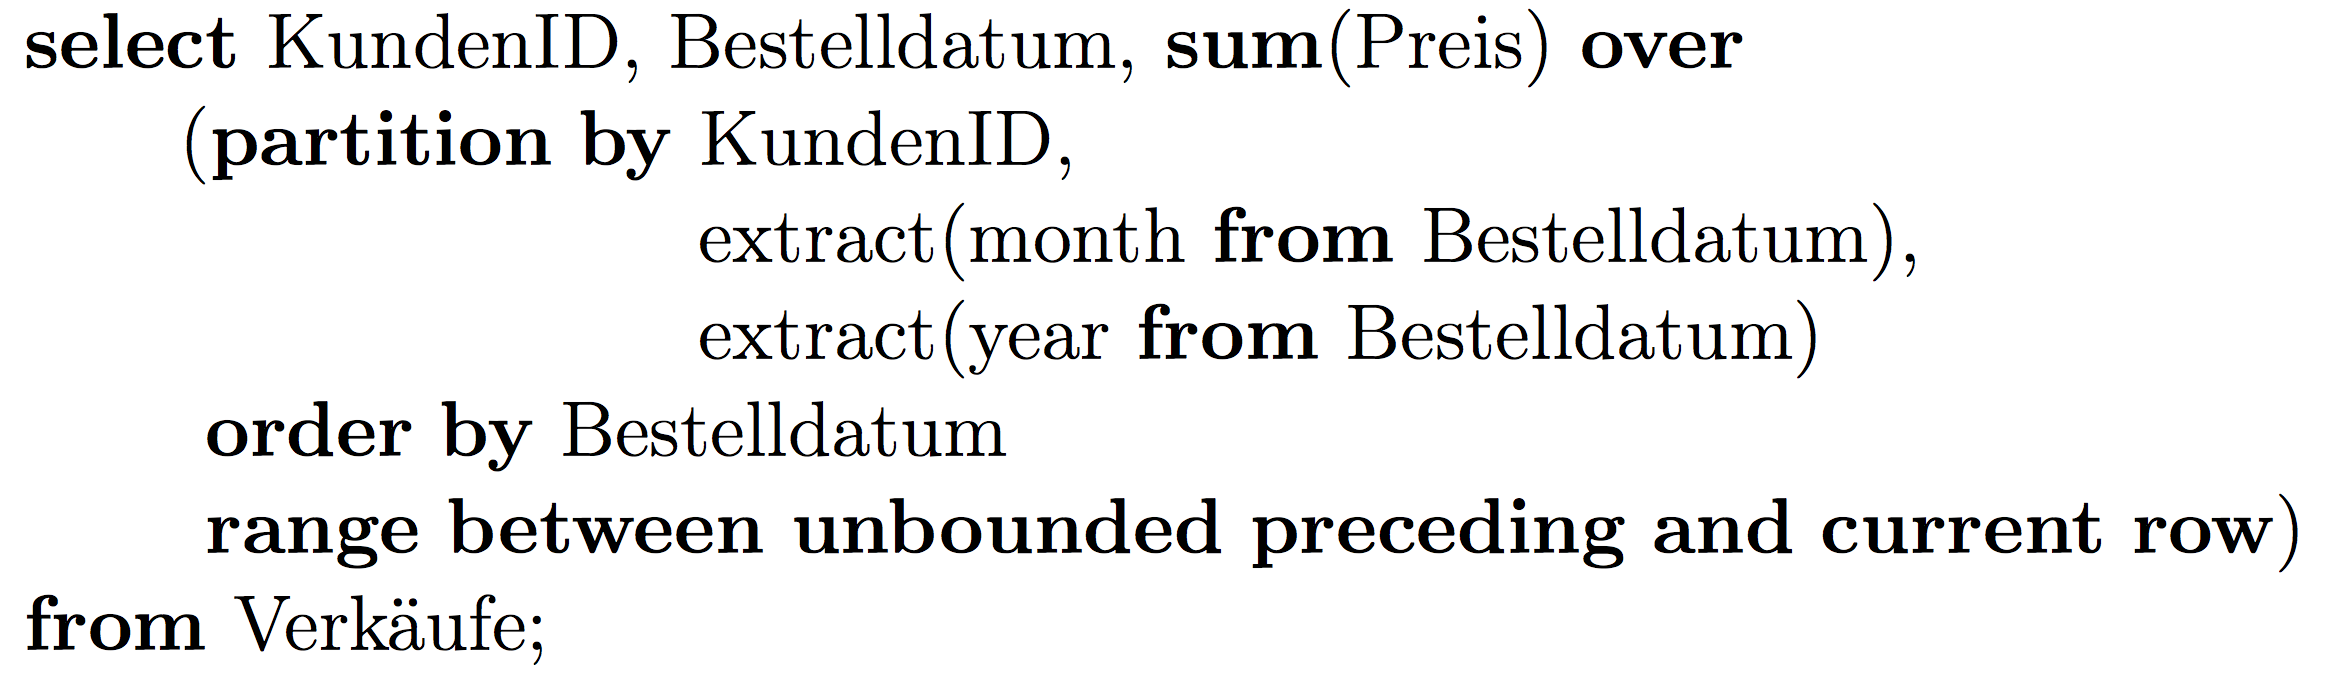 select KundenID, Bestelldatum, sum(Preis) over
(partition by KundenID,
extract(month from Bestelldatum),
extract(year from Bestelldatum)
order by Bestelldatum
range between unbounded preceding and current row)
from Verkäufe;